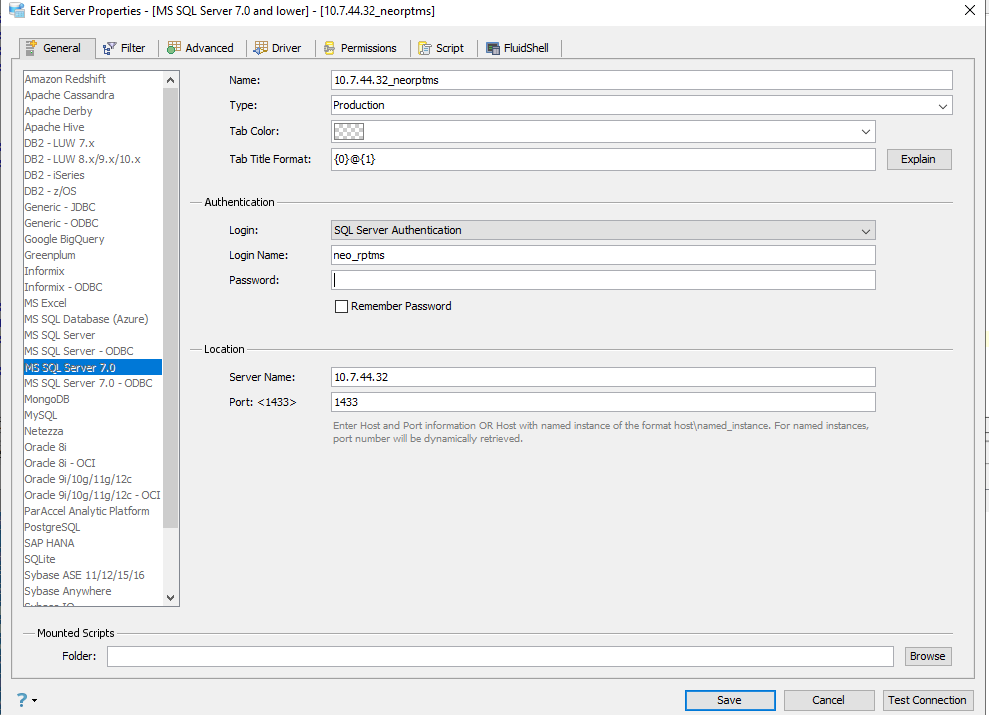 Edit Server Properties - [MS SQL Server 7.0 and lower] - [10.7.44.32_neorptms]
General Filter Advanced Driver Permissions Script FluidShell
Amazon Redshift
Apache Cassandra
Apache Derby
Apache Hive
DB2 - LUW 7.x
DB2 - LUW 8.x/9.x/10.x
DB2 - iSeries
DB2 - z/OS
Generic - JDBC
Generic - ODBC
Google BigQuery
Greenplum
Informix
Informix - ODBC
MS Excel
MS SQL Database (Azure)
MS SQL Server
MS SQL Server - ODBC
MS SQL Server 7.0
MS SQL Server 7.0 - ODBC
MongoDB
MySQL
Netezza
Oracle 8i
Oracle 8i - OCI
Oracle 9i/10g/11g/12c
Oracle 9i/10g/11g/12c - OCI
ParAccel Analytic Platform
PostgreSQL
SAP HANA
SQLite
Sybase ASE 11/12/15/16
Sybase Anywhere
Sybase IQ
Name: 10.7.44.32_neorptms
Type: Production
Tab Color:
Tab Title Format: {0}@{1} Explain
Authentication
Login: SQL Server Authentication
Login Name: neo_rptms
Password:
Remember Password
Location
Server Name: 10.7.44.32
Port: <1433> 1433
Enter Host and Port information OR Host with named instance of the format host\named_instance. For named instances,
port number will be dynamically retrieved.
Mounted Scripts
Folder: Browse
? Save Cancel Test Connection